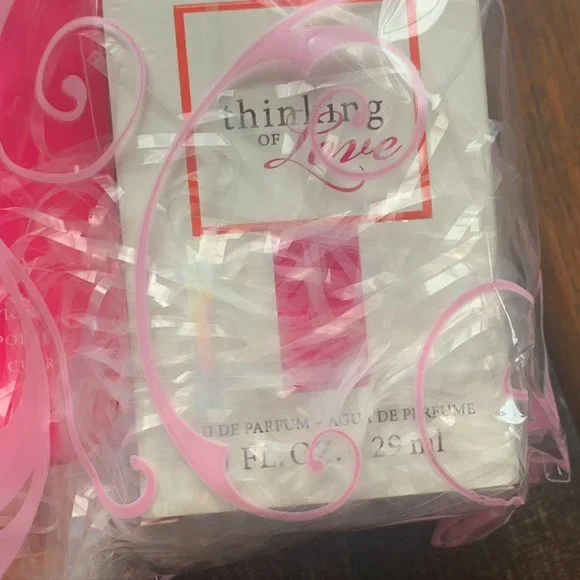 thinking
OF Love
DE PARFUM - AGUA DE PERFUME
FL. OZ. 29 ml